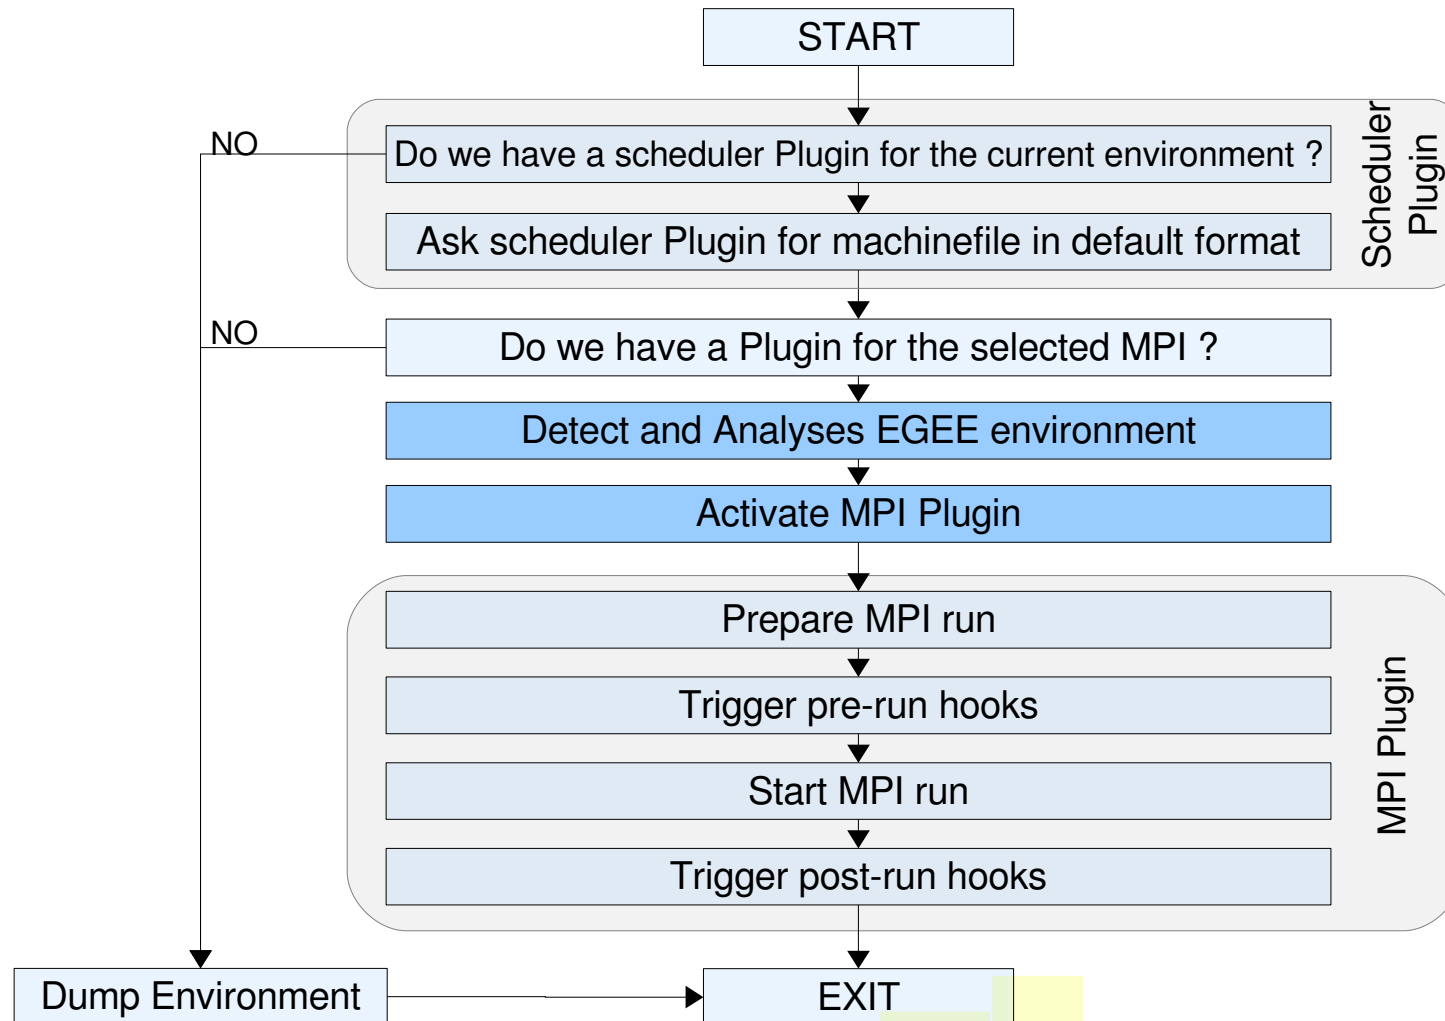 START
NO
Do we have a scheduler Plugin for the current environment ?
Ask scheduler Plugin for machinefile in default format
Scheduler
Plugin
NO
Do we have a Plugin for the selected MPI ?
Detect and Analyses EGEE environment
Activate MPI Plugin
Prepare MPI run
Trigger pre-run hooks
Start MPI run
Trigger post-run hooks
MPI Plugin
Dump Environment
EXIT